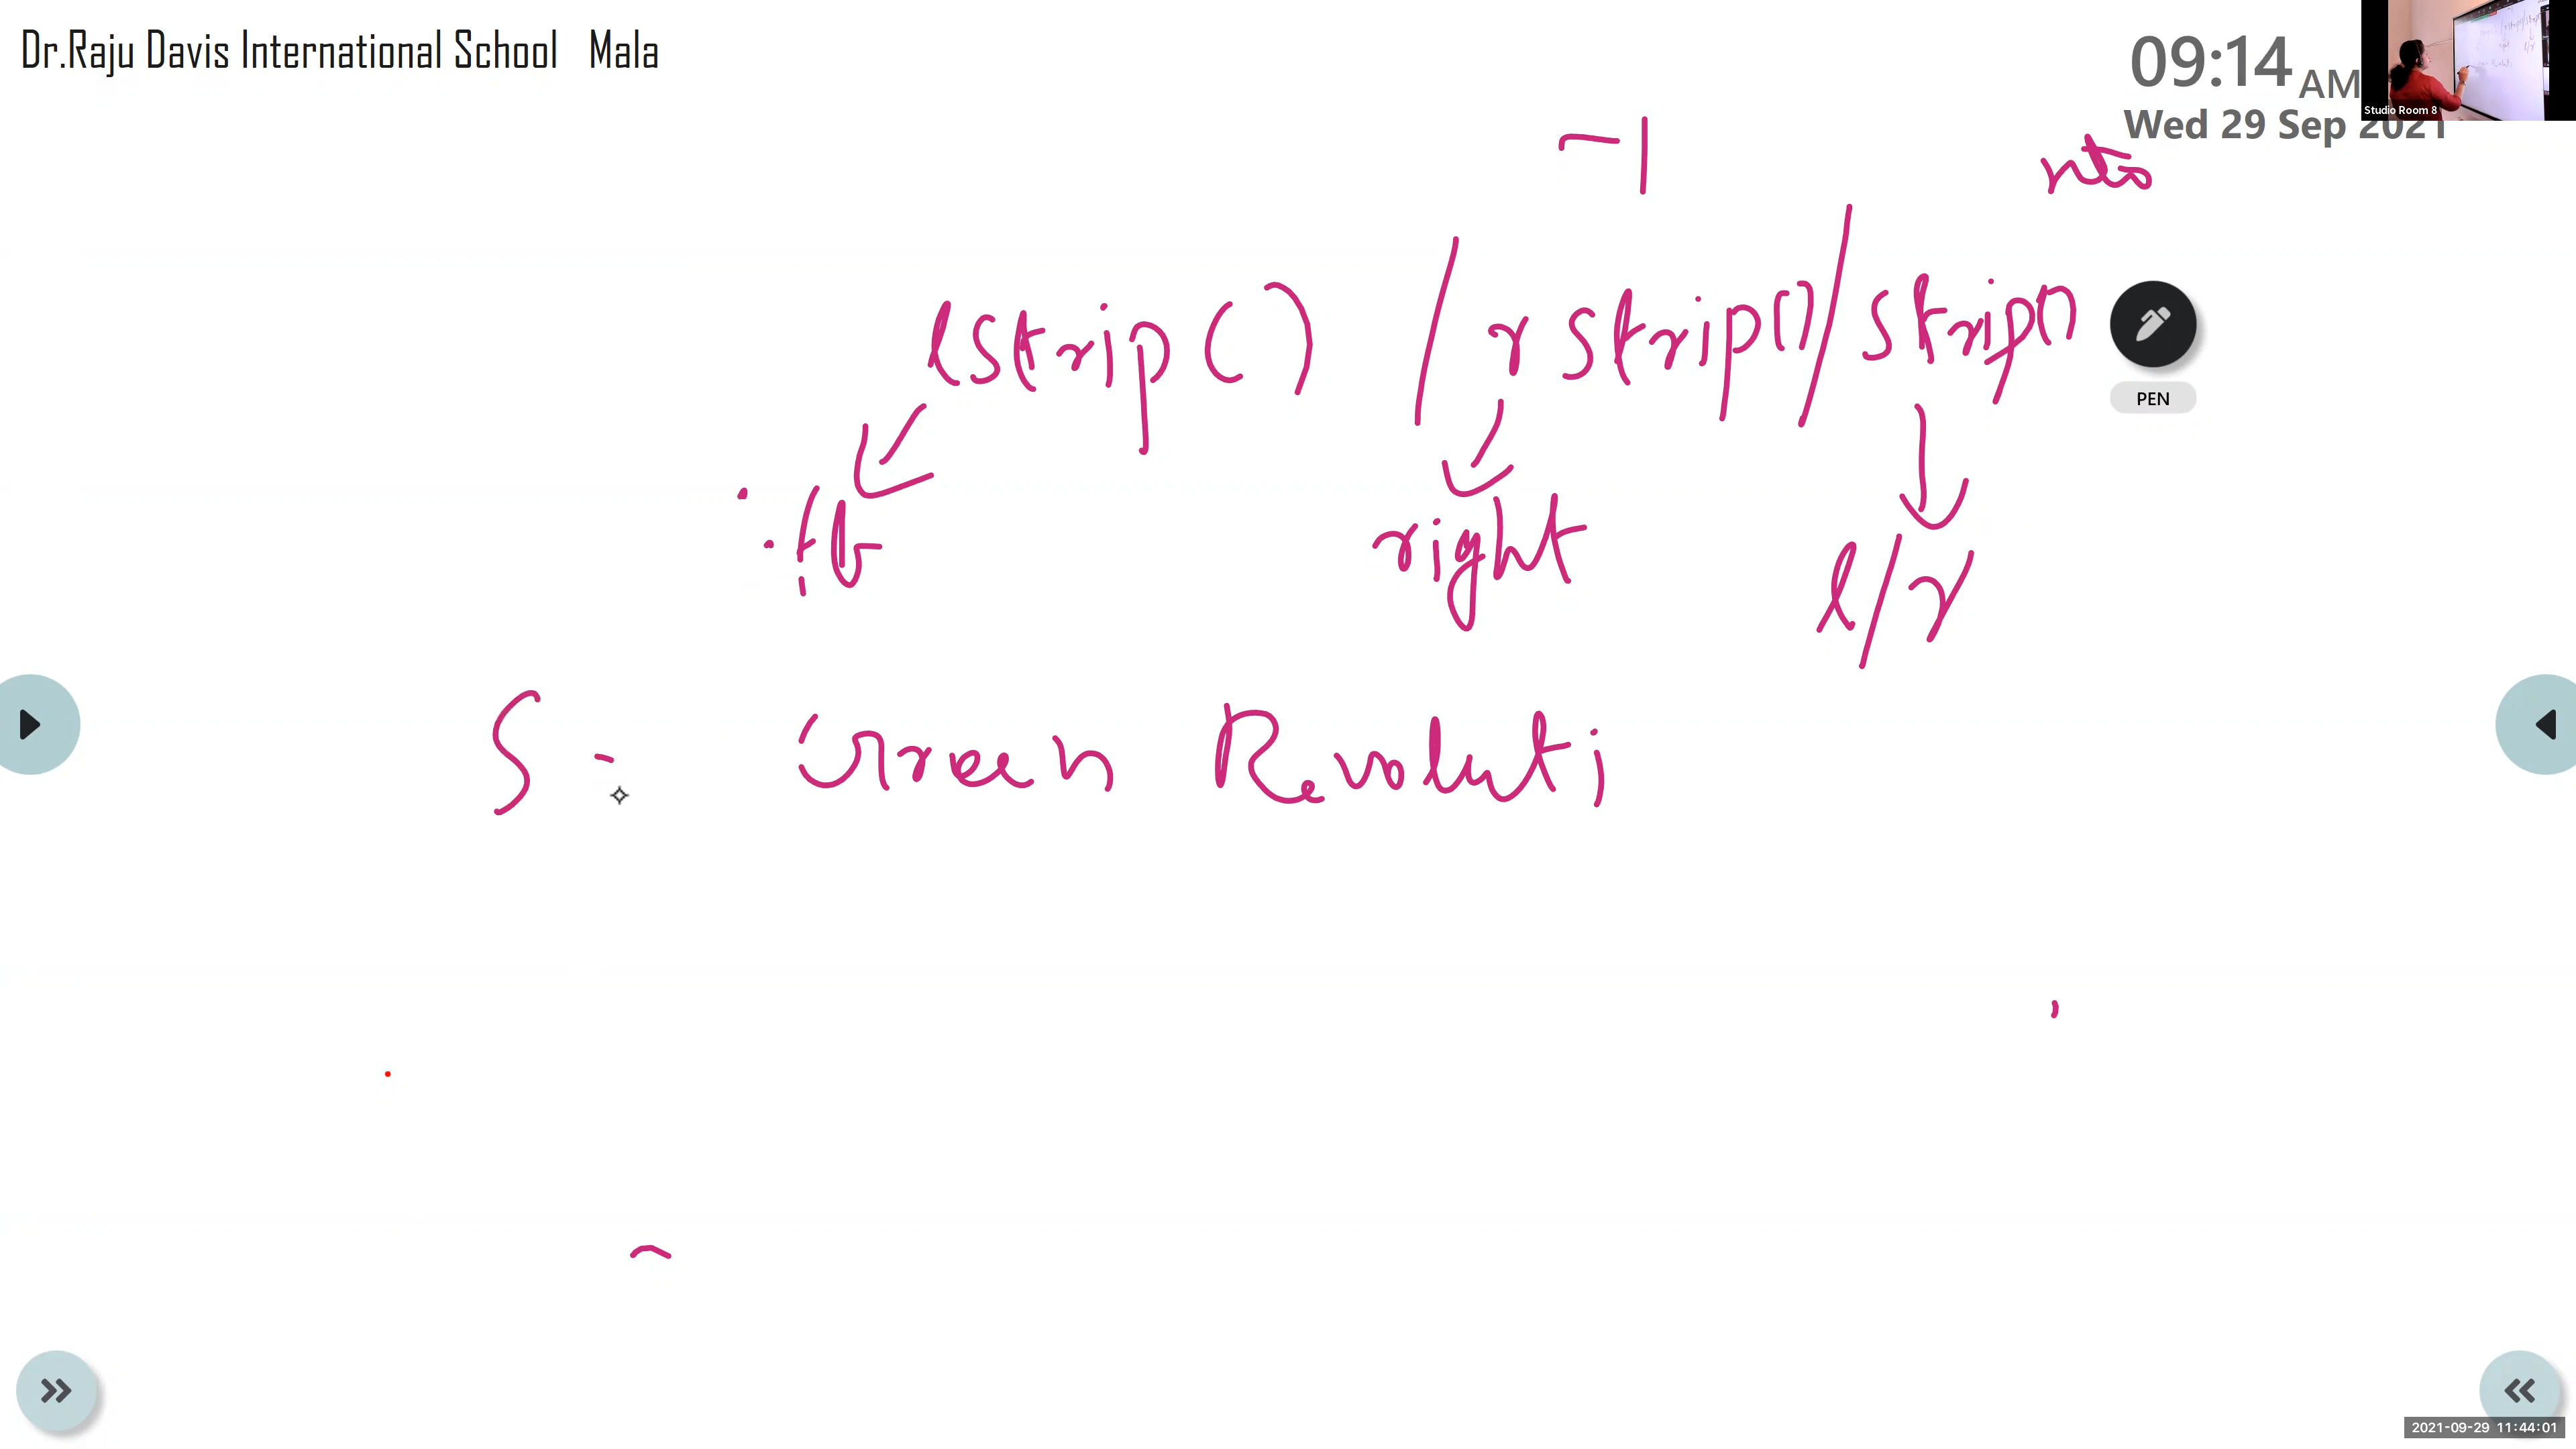 Dr.Raju Davis International School Mala
09:14 AM
Studio Room 8
Wed 29 Sep 2021
-1
lstrip() / rstrip() / strip()
PEN
right
l/r
S = Green Revoluti
2021-09-29 11:44:01